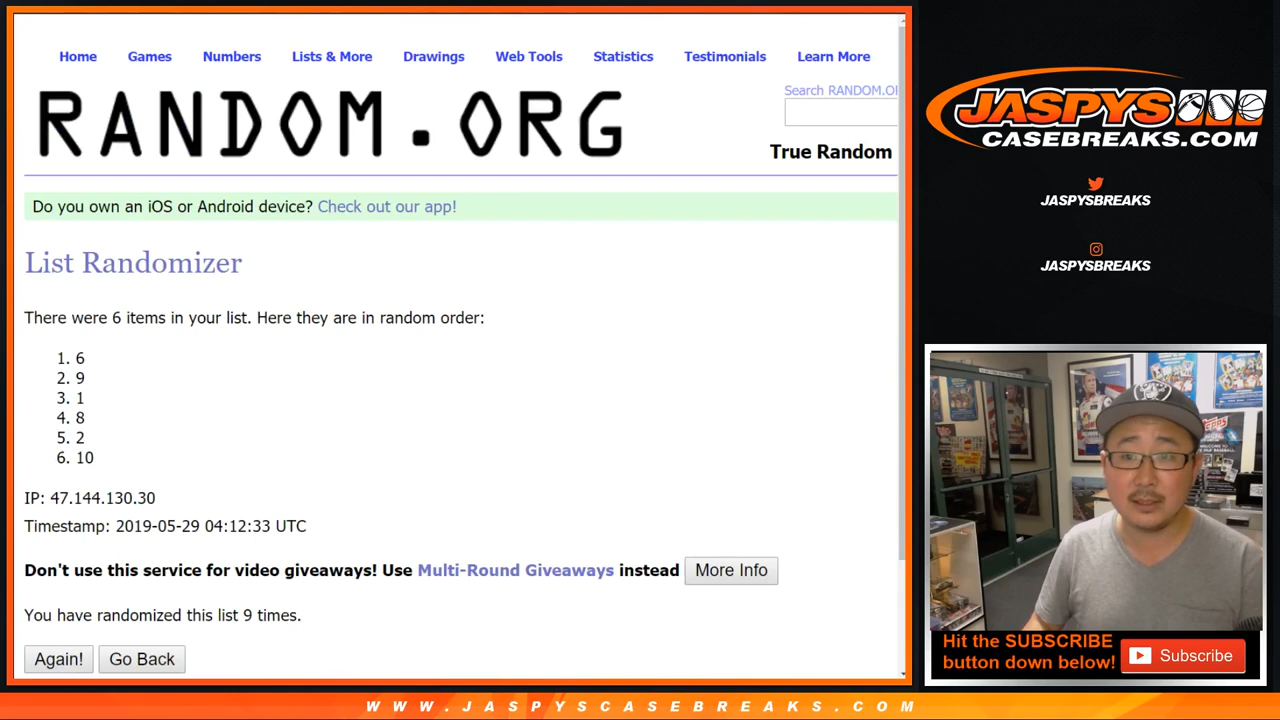 Home Games Numbers Lists & More Drawings Web Tools Statistics Testimonials Learn More
RANDOM.ORG
Search RANDOM.OR
True Random
Do you own an iOS or Android device? Check out our app!
List Randomizer
There were 6 items in your list. Here they are in random order:
1. 6
2. 9
3. 1
4. 8
5. 2
6. 10
IP: 47.144.130.30
Timestamp: 2019-05-29 04:12:33 UTC
Don't use this service for video giveaways! Use Multi-Round Giveaways instead More Info
You have randomized this list 9 times.
Again! Go Back
JASPYS
CASEBREAKS.COM
JASPYSBREAKS
JASPYSBREAKS
TOPPS
Hit the SUBSCRIBE
button down below!
Subscribe
WWW.JASPYSCASEBREAKS.COM